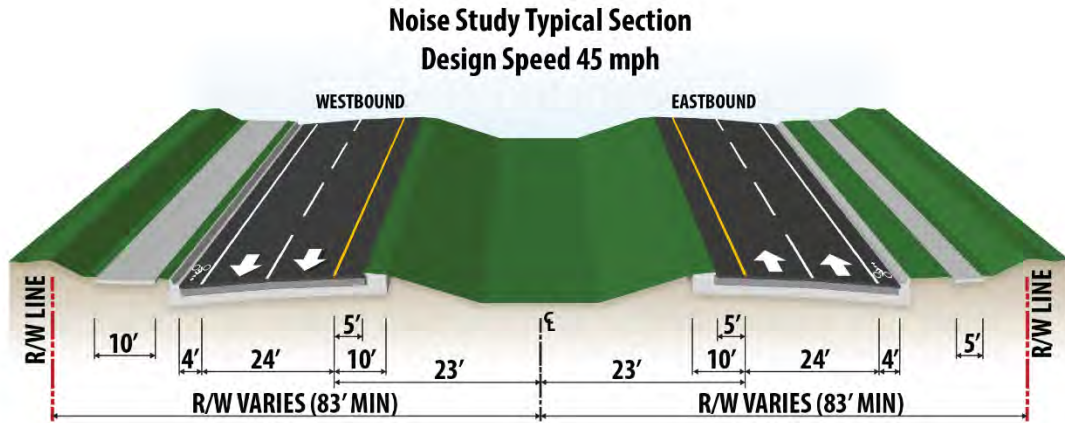 Noise Study Typical Section
Design Speed 45 mph
WESTBOUND
EASTBOUND
R/W LINE
R/W LINE
℄
10'
4'
24'
5'
10'
23'
23'
5'
10'
24'
4'
5'
R/W VARIES (83' MIN)
R/W VARIES (83' MIN)